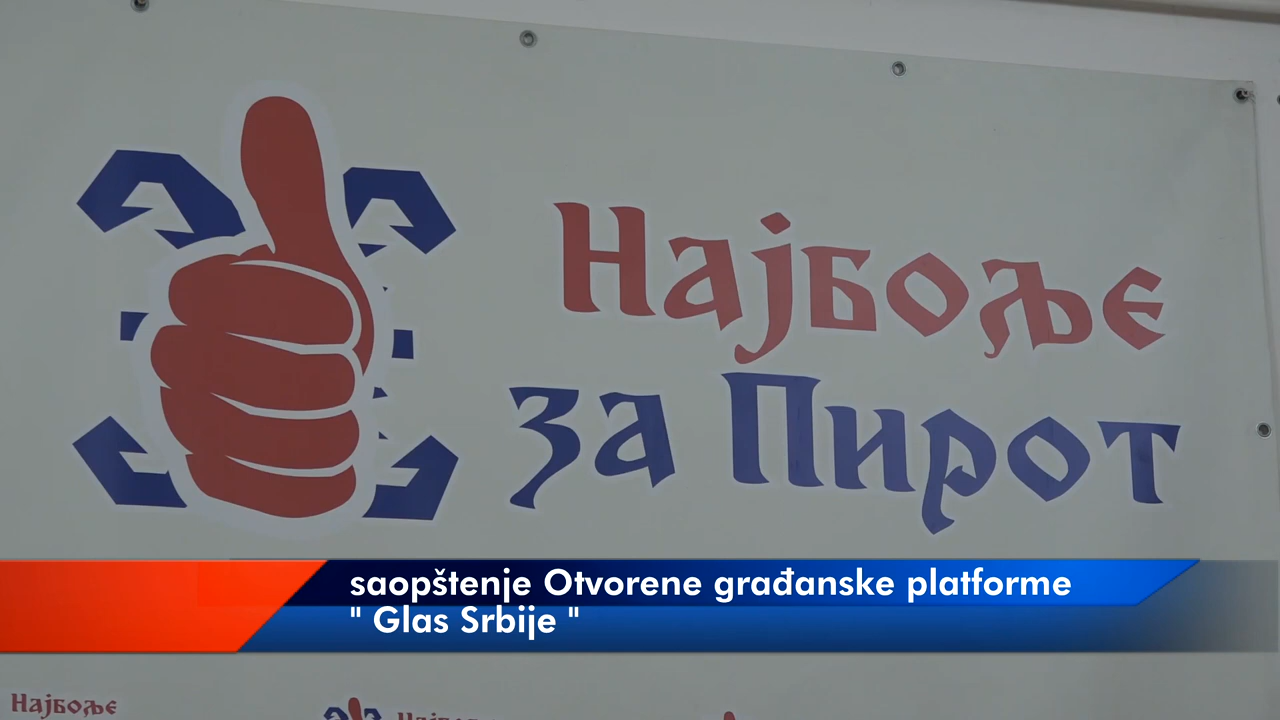 Најбоље
за Пирот
saopštenje Otvorene građanske platforme
" Glas Srbije "
Најбоље